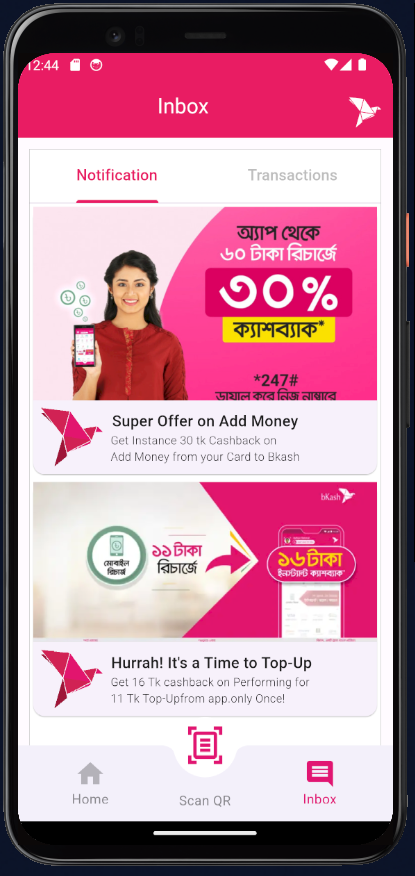 12:44
Inbox
Notification
Transactions
অ্যাপ থেকে
৬০ টাকা রিচার্জে
৩০%
ক্যাশব্যাক*
*247#
ডায়াল করে নিজ নাম্বারে
Super Offer on Add Money
Get Instance 30 tk Cashback on
Add Money from your Card to Bkash
bKash
মোবাইল
রিচার্জ
১১ টাকা
রিচার্জে
১৬ টাকা
ইনস্ট্যান্ট ক্যাশব্যাক*
Hurrah! It's a Time to Top-Up
Get 16 Tk cashback on Performing for
11 Tk Top-Upfrom app.only Once!
Home
Scan QR
Inbox